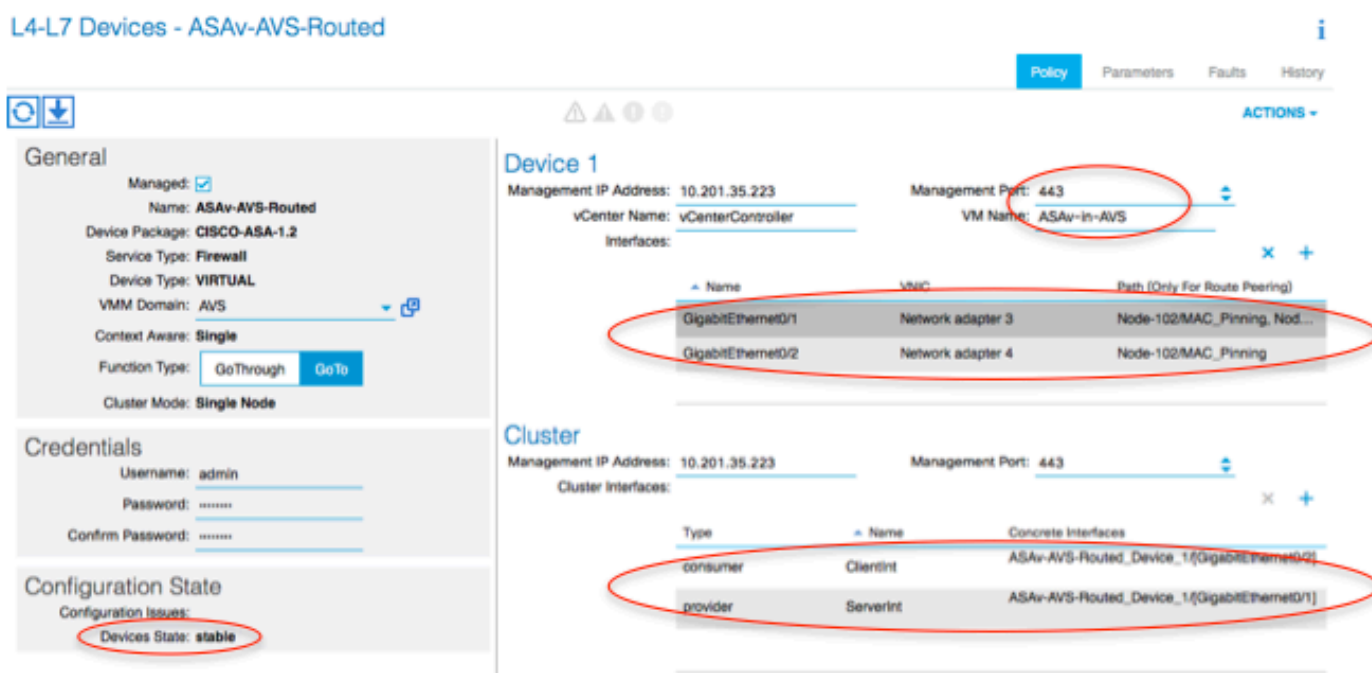 L4-L7 Devices - ASAv-AVS-Routed
i
Policy Parameters Faults History
ACTIONS
General
Managed:
Name: ASAv-AVS-Routed
Device Package: CISCO-ASA-1.2
Service Type: Firewall
Device Type: VIRTUAL
VMM Domain: AVS
Context Aware: Single
Function Type: GoThrough GoTo
Cluster Mode: Single Node
Credentials
Username: admin
Password: ········
Confirm Password: ········
Configuration State
Configuration Issues:
Devices State: stable
Device 1
Management IP Address: 10.201.35.223 Management Port: 443
vCenter Name: vCenterController VM Name: ASAv-in-AVS
Interfaces:
Name VNIC Path (Only For Route Peering)
GigabitEthernet0/1 Network adapter 3 Node-102/MAC_Pinning, Nod...
GigabitEthernet0/2 Network adapter 4 Node-102/MAC_Pinning
Cluster
Management IP Address: 10.201.35.223 Management Port: 443
Cluster Interfaces:
Type Name Concrete Interfaces
consumer ClientInt ASAv-AVS-Routed_Device_1/[GigabitEthernet0/2]
provider ServerInt ASAv-AVS-Routed_Device_1/[GigabitEthernet0/1]